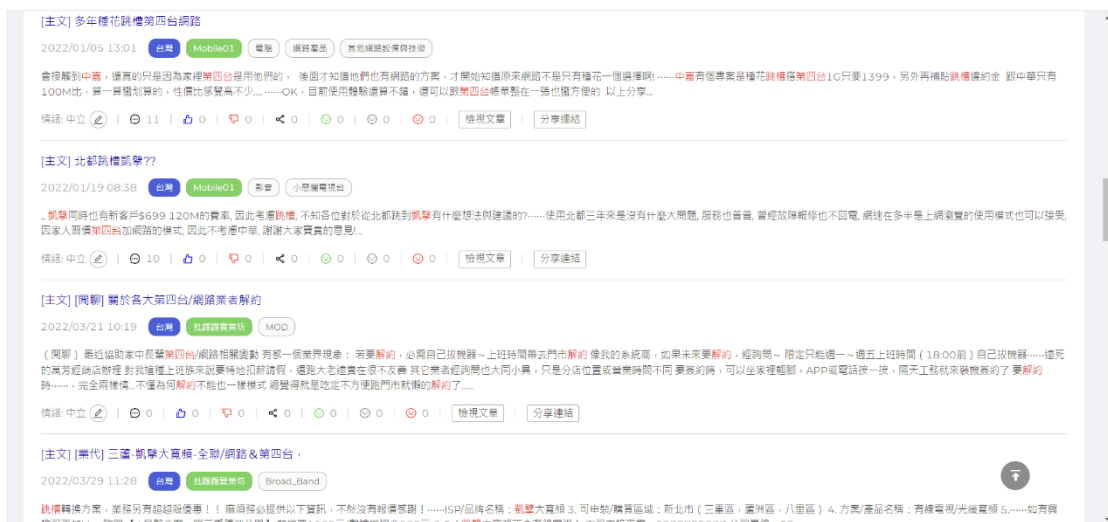 [主文] 多年種花跳槽第四台網路
2022/01/05 13:01 台灣 Mobile01 電腦 網路產品 其他網路設備與技術
會接觸到中嘉，還真的只是因為家裡第四台是用他們的， 後面才知道他們也有網路的方案，才開始知道原來網路不是只有種花一個選擇啊! ······中嘉有個專案是種花跳槽搭第四台1G只要1399，另外再補貼跳槽違約金 跟中華只有
100M比，算一算蠻划算的，性價比感覺高不少.... ······OK，目前使用體驗還算不錯，還可以跟第四台帳單整在一張也蠻方便的 以上分享...
情緒: 中立 | 11 | 0 | 0 | 0 | 0 | 0 | 0 檢視文章 分享連結
[主文] 北都跳槽凱擘??
2022/01/19 08:38 台灣 Mobile01 影音 小惡魔電視台
., 凱擘同時也有新客戶$699 120M的費率, 因此考慮跳槽, 不知各位對於從北都跳到凱擘有什麼想法與建議的?······使用北都三年來是沒有什麼大問題, 服務也普普, 曾經故障報修也不回電, 網速在多半是上網瀏覽的使用模式也可以接受,
因家人習慣第四台加網路的模式, 因此不考慮中華, 謝謝大家寶貴的意見!...
情緒: 中立 | 10 | 0 | 0 | 0 | 0 | 0 | 0 檢視文章 分享連結
[主文] [閒聊] 關於各大第四台/網路業者解約
2022/03/21 10:19 台灣 批踢踢實業坊 MOD
( 閒聊 ) 最近協助家中長輩第四台/網路相關變動 有感一個業界現象： 若要解約，必需自己拔機器～上班時間帶去門市解約 像我的系統商，如果未來要解約，經詢問～ 限定只能週一～週五上班時間 ( 18:00前 ) 自己拔機器······遠死
的萬芳經銷店辦理 對我這種上班族來說要特地扣薪請假，還跑大老遠實在很不友善 其它業者經詢問也大同小異，只是分店位置或營業時間不同 要簽約時，可以坐家裡翹腳，APP或電話按一按，隔天工務就來裝機簽約了 要解約
時······，完全兩樣情...不僅為何解約不能也一樣模式 總覺得就是吃定不方便跑門市就懶的解約了......
情緒: 中立 | 0 | 0 | 0 | 0 | 0 | 0 | 0 檢視文章 分享連結
[主文] [業代] 三蘆-凱擘大寬頻-全聯/網路＆第四台，
2022/03/29 11:28 台灣 批踢踢實業坊 Broad_Band
跳槽轉換方案，業搭另有超超殺優惠！！ 麻煩務必提供以下資訊，不然沒有報價感謝！······ISP/品牌名稱：凱擘大寬頻 3. 可申裝/購買區域：新北市 ( 三重區，蘆洲區，八里區 ) 4. 方案/產品名稱：有線電視/光纖寬頻 5.······如有興